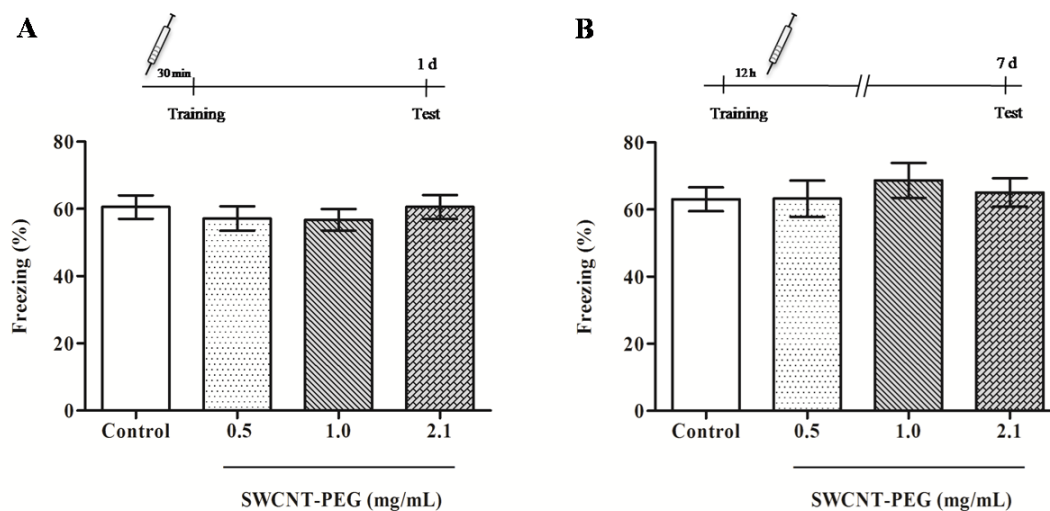 A
30 min
1 d
Training
Test
80
60
40
20
0
Freezing (%)
Control
0.5
1.0
2.1
SWCNT-PEG (mg/mL)
B
12 h
7 d
Training
Test
80
60
40
20
0
Freezing (%)
Control
0.5
1.0
2.1
SWCNT-PEG (mg/mL)